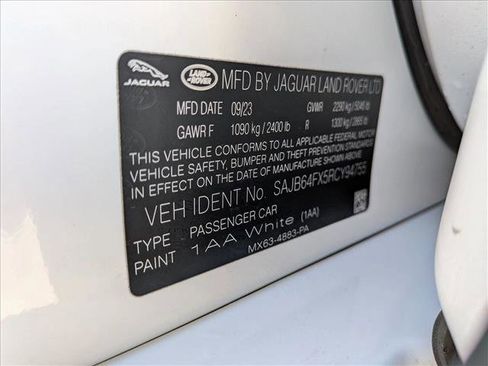 JAGUAR
LAND ROVER
MFD BY JAGUAR LAND ROVER LTD
MFD DATE 09/23 GVWR 2290 kg / 5048 lb
GAWR F 1090 kg / 2400 lb R 1300 kg / 2865 lb
THIS VEHICLE CONFORMS TO ALL APPLICABLE FEDERAL MOTOR
VEHICLE SAFETY, BUMPER AND THEFT PREVENTION STANDARDS
IN EFFECT ON THE DATE OF MANUFACTURE SHOWN ABOVE.
VEH IDENT No. SAJB64FX5RCY94755
TYPE PASSENGER CAR
PAINT 1AA White (1AA)
MX63-4883-PA